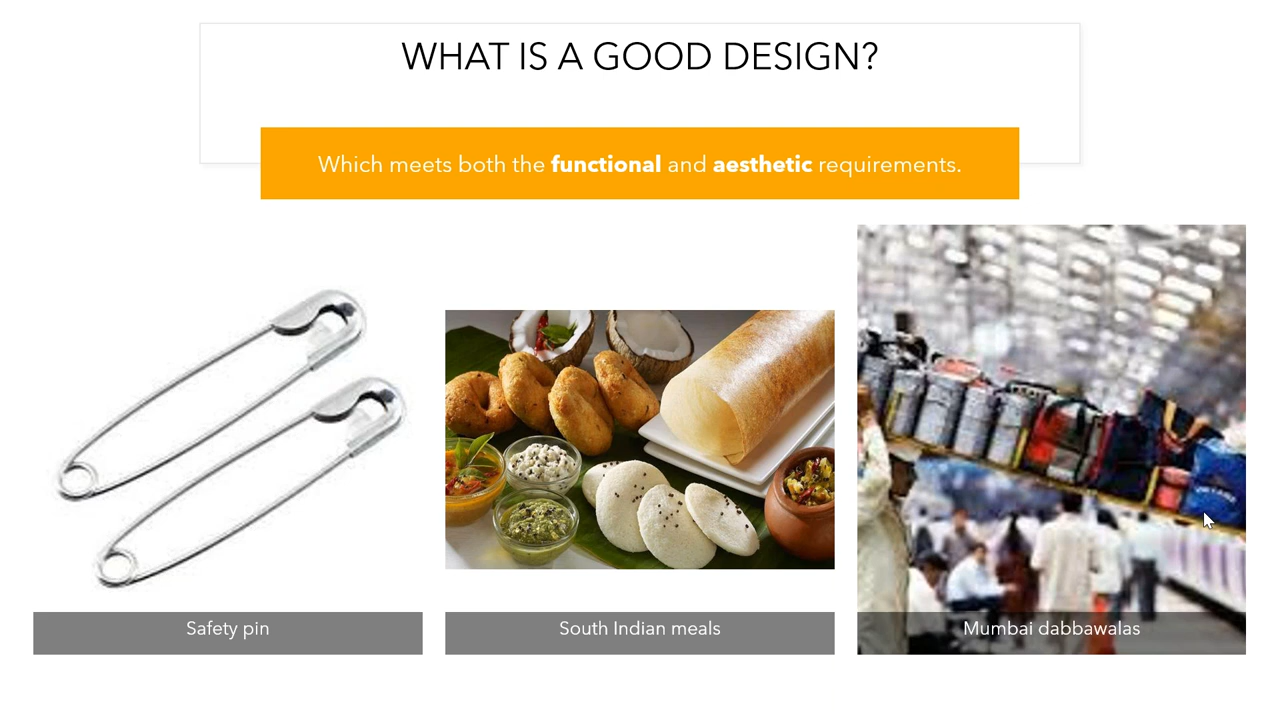 WHAT IS A GOOD DESIGN?
Which meets both the functional and aesthetic requirements.
Safety pin
South Indian meals
Mumbai dabbawalas